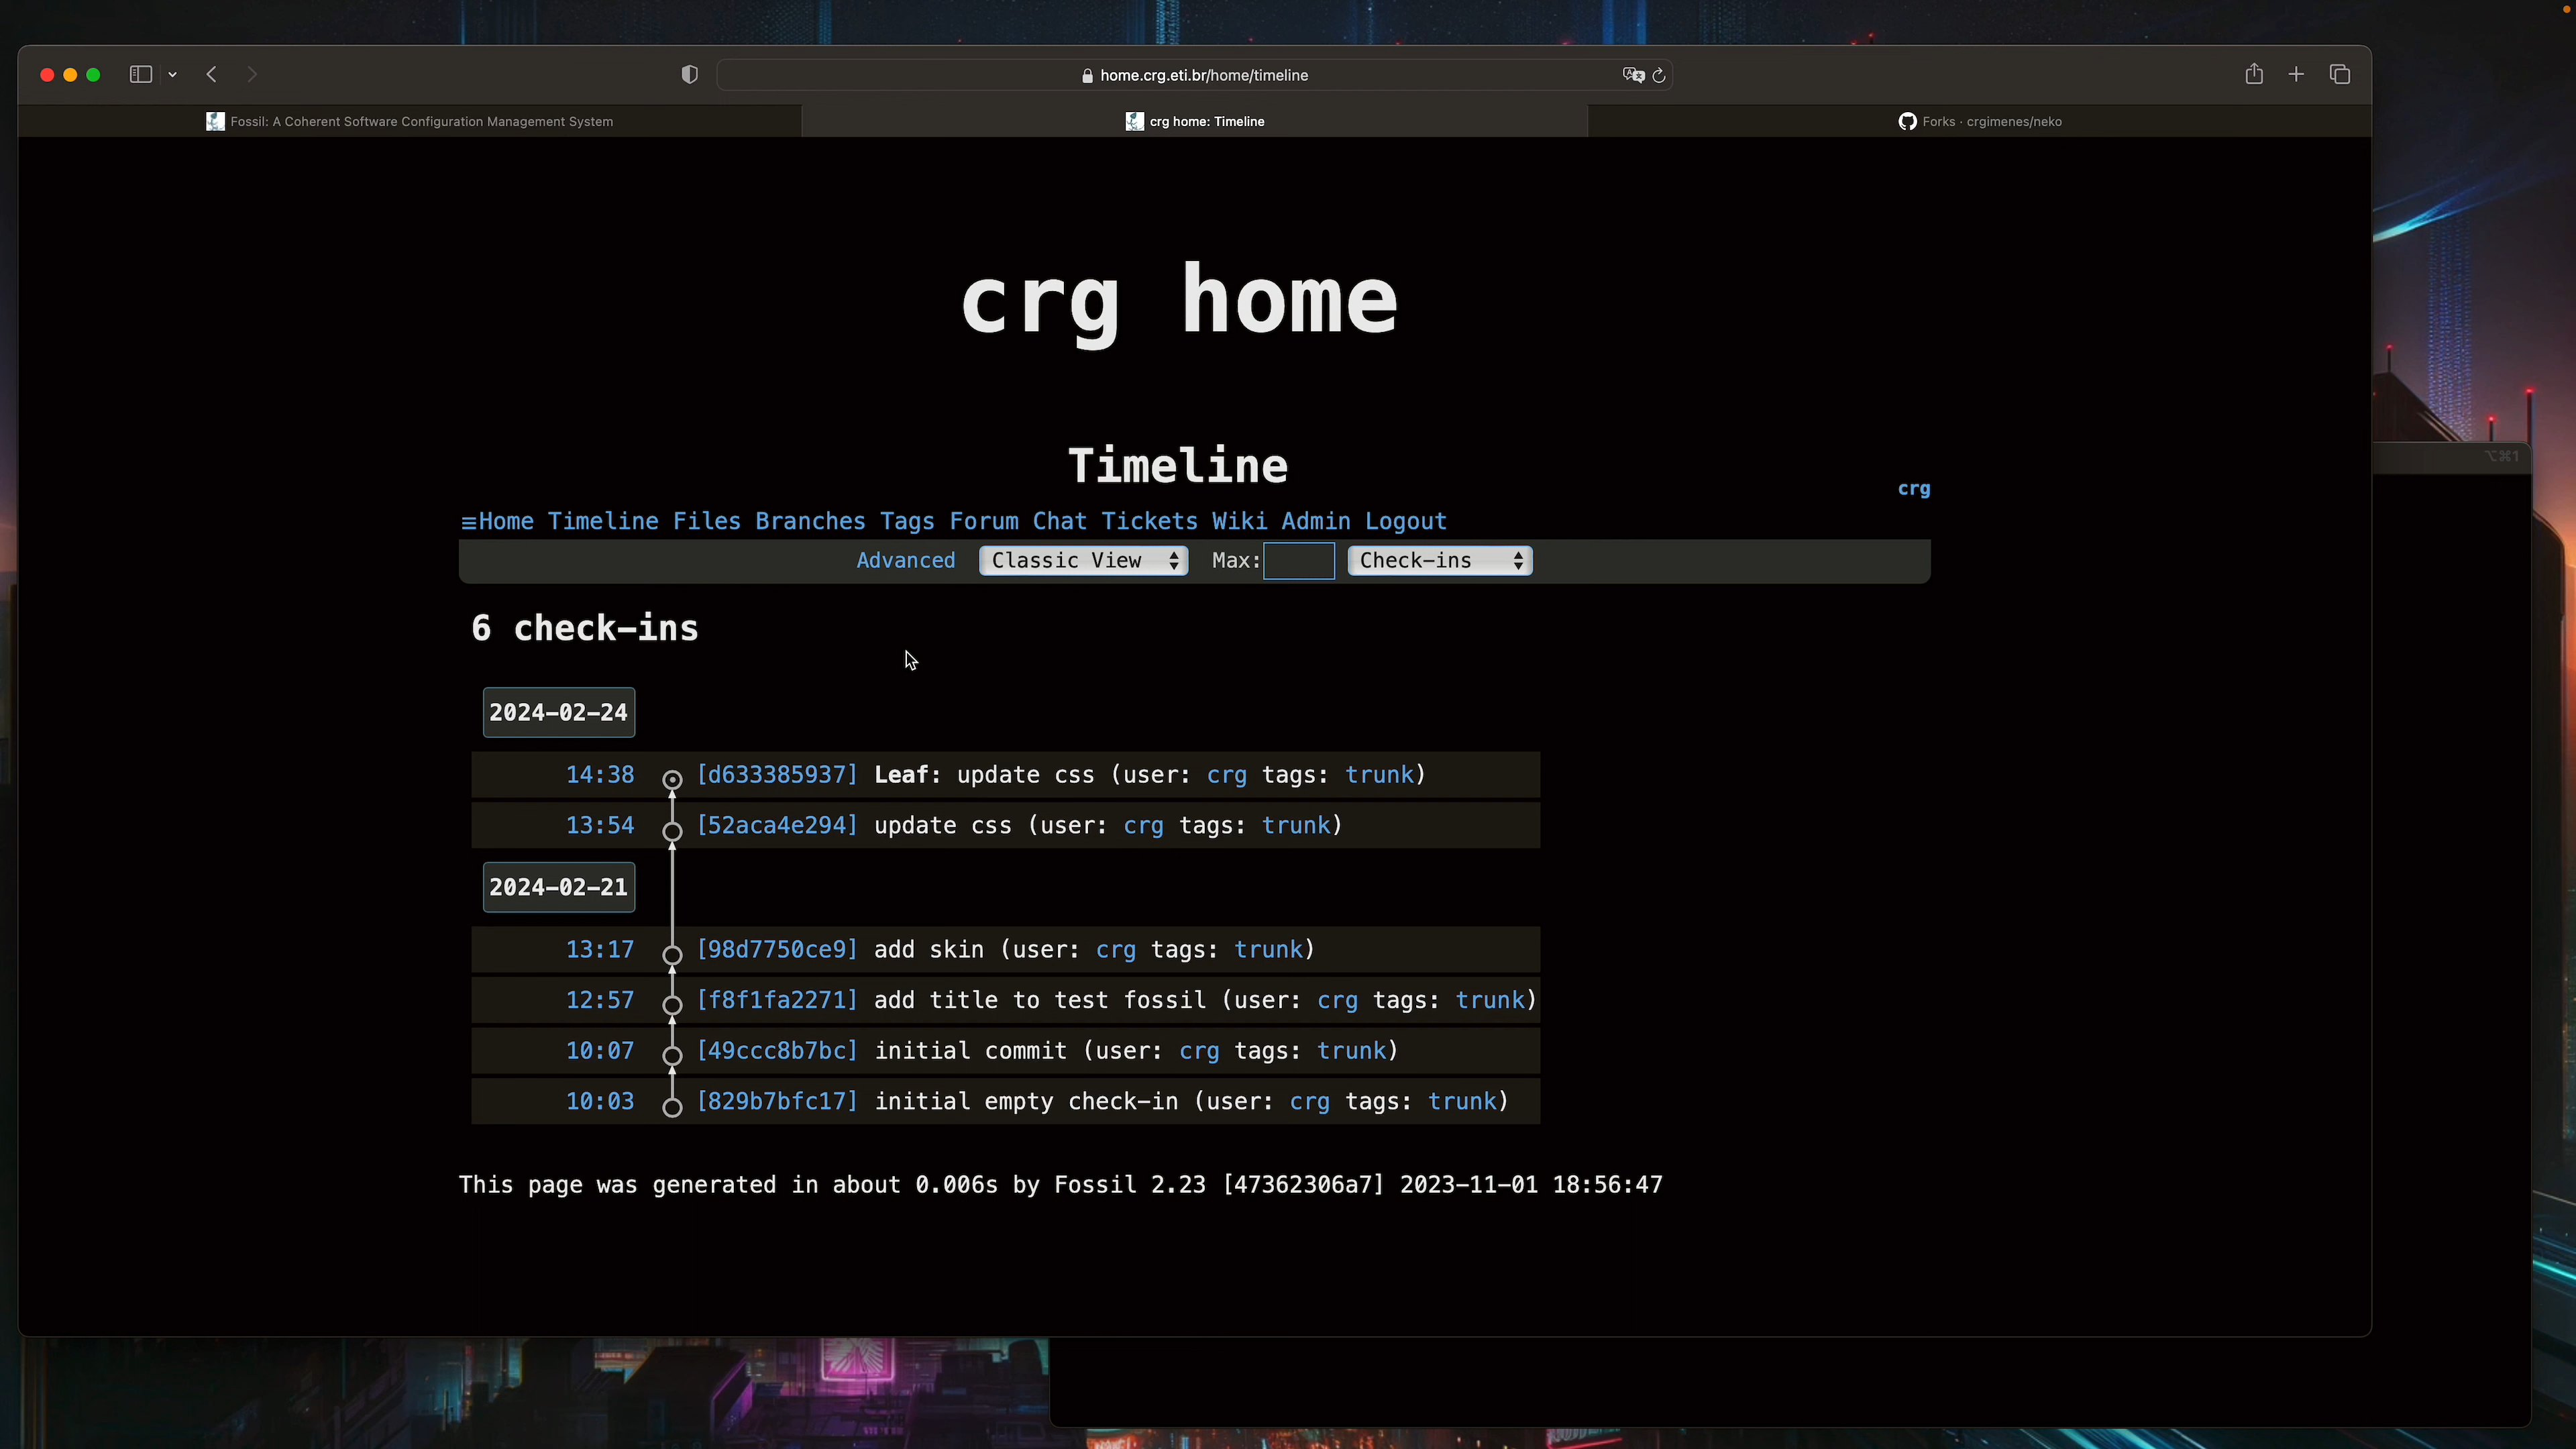 home.crg.eti.br/home/timeline
Fossil: A Coherent Software Configuration Management System
crg home: Timeline
Forks · crgimenes/neko
⌥⌘1
crg home
Timeline
crg
≡Home Timeline Files Branches Tags Forum Chat Tickets Wiki Admin Logout
Advanced Classic View Max: Check-ins
6 check-ins
2024-02-24
14:38 [d633385937] Leaf: update css (user: crg tags: trunk)
13:54 [52aca4e294] update css (user: crg tags: trunk)
2024-02-21
13:17 [98d7750ce9] add skin (user: crg tags: trunk)
12:57 [f8f1fa2271] add title to test fossil (user: crg tags: trunk)
10:07 [49ccc8b7bc] initial commit (user: crg tags: trunk)
10:03 [829b7bfc17] initial empty check-in (user: crg tags: trunk)
This page was generated in about 0.006s by Fossil 2.23 [47362306a7] 2023-11-01 18:56:47